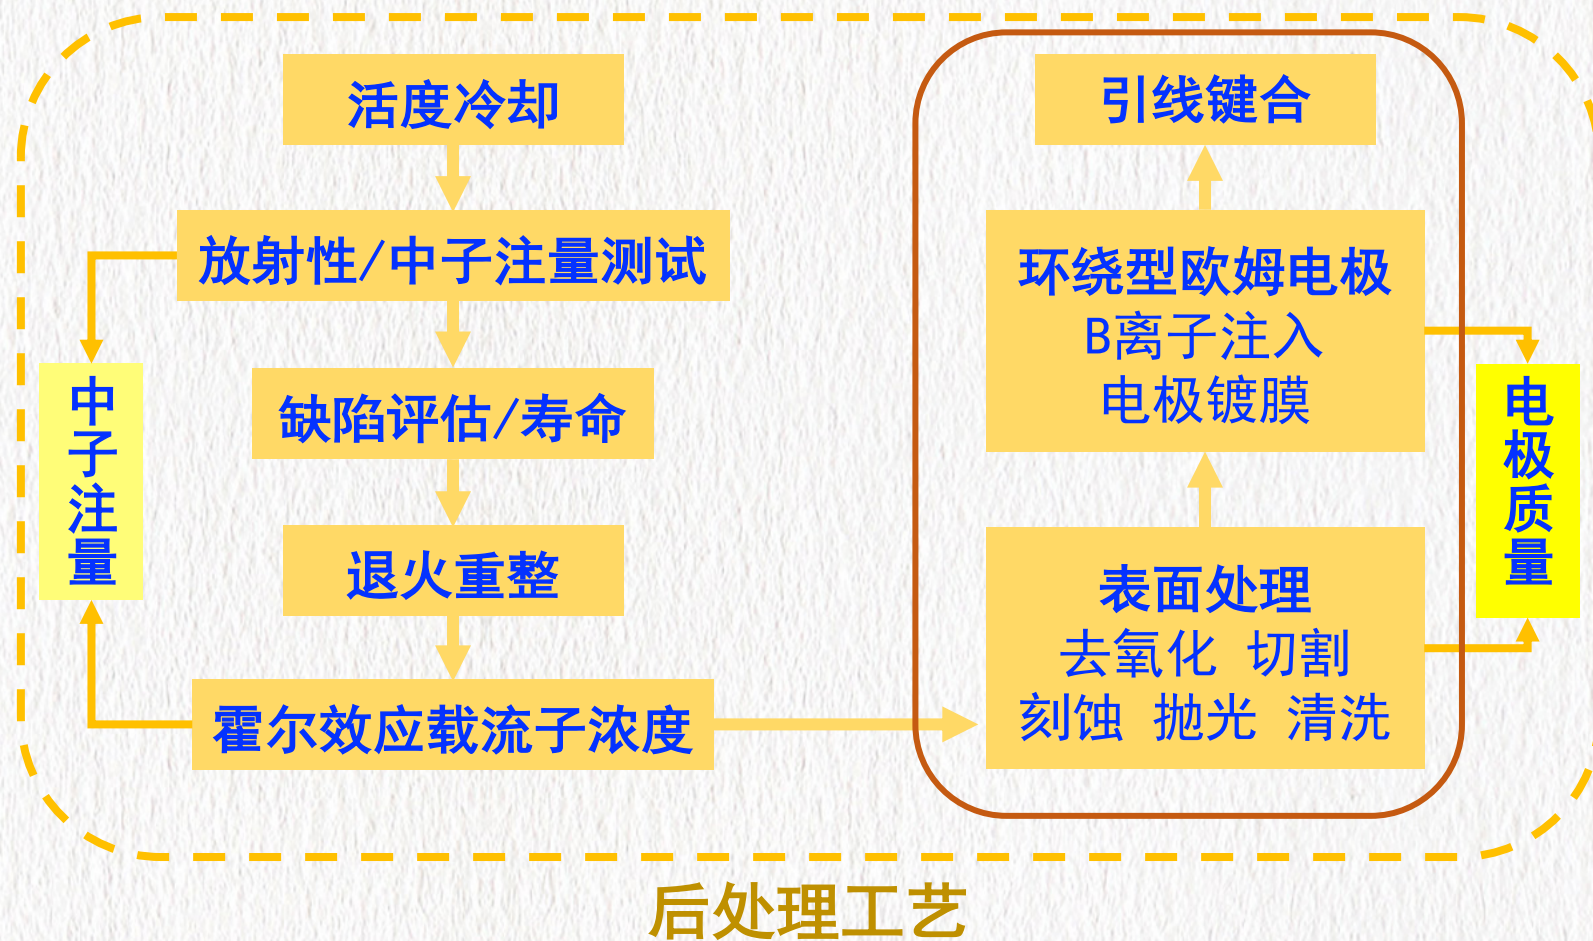 活度冷却
放射性/中子注量测试
缺陷评估/寿命
退火重整
霍尔效应载流子浓度
中
子
注
量
引线键合
环绕型欧姆电极
B离子注入
电极镀膜
表面处理
去氧化 切割
刻蚀 抛光 清洗
电
极
质
量
后处理工艺